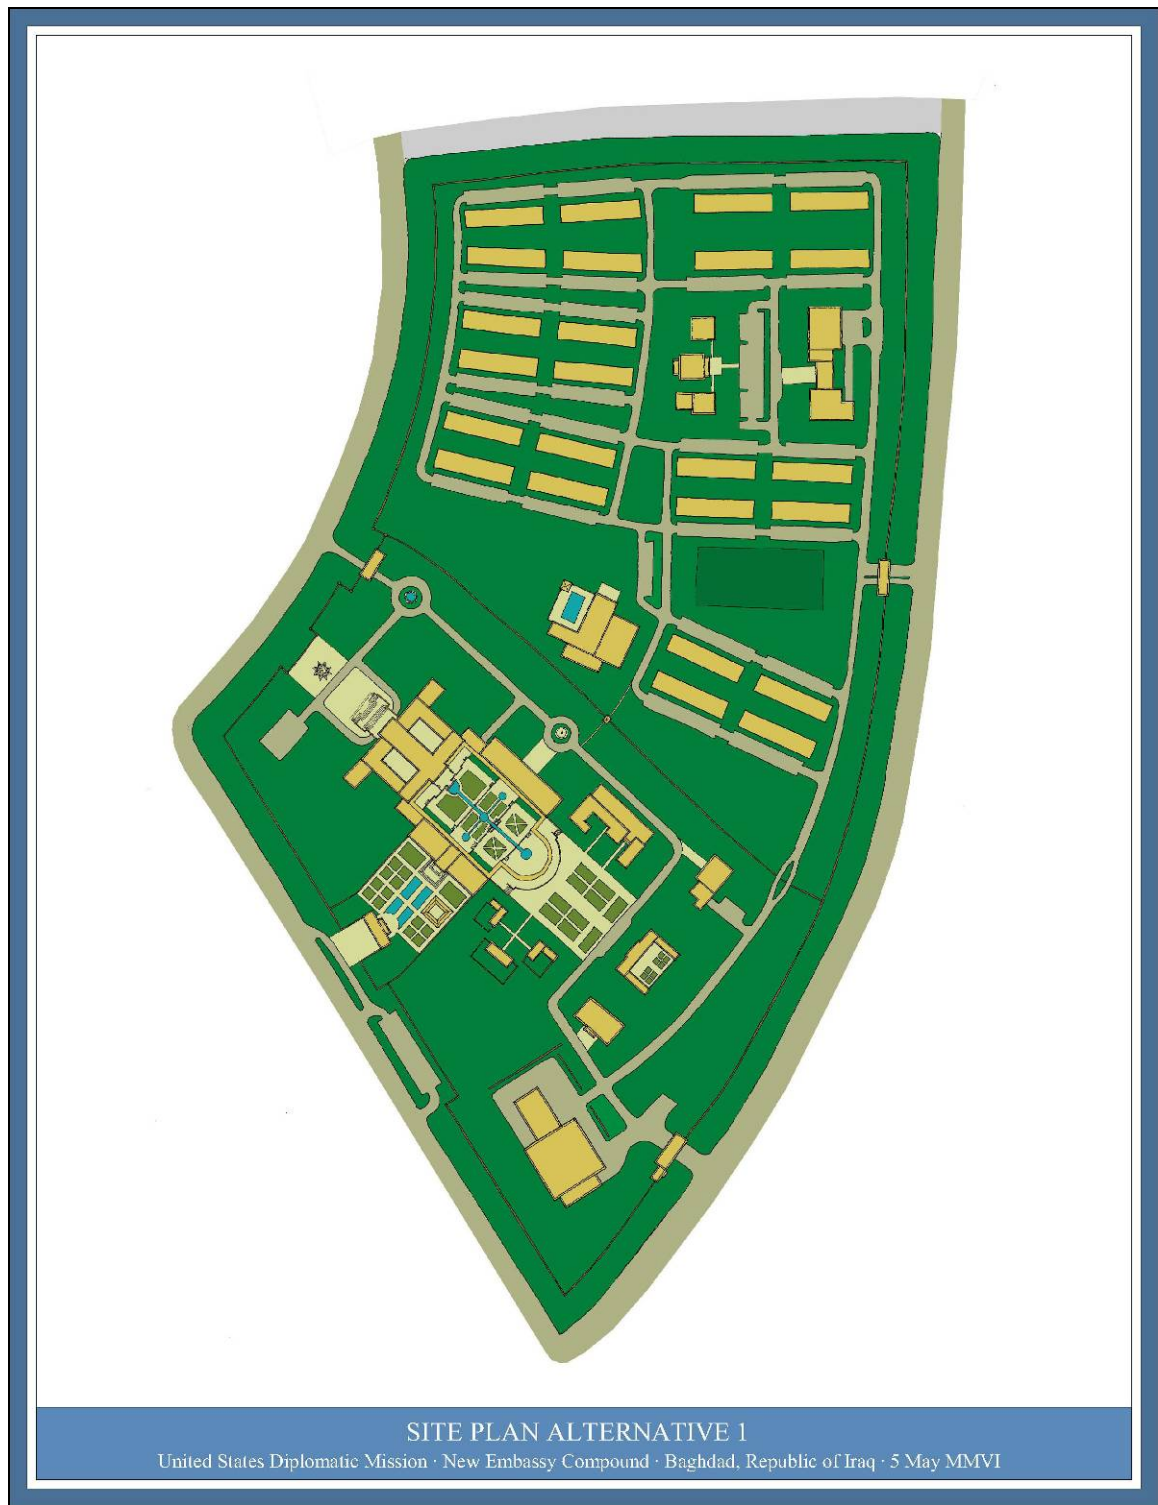 SITE PLAN ALTERNATIVE 1
United States Diplomatic Mission · New Embassy Compound · Baghdad, Republic of Iraq · 5 May MMVI